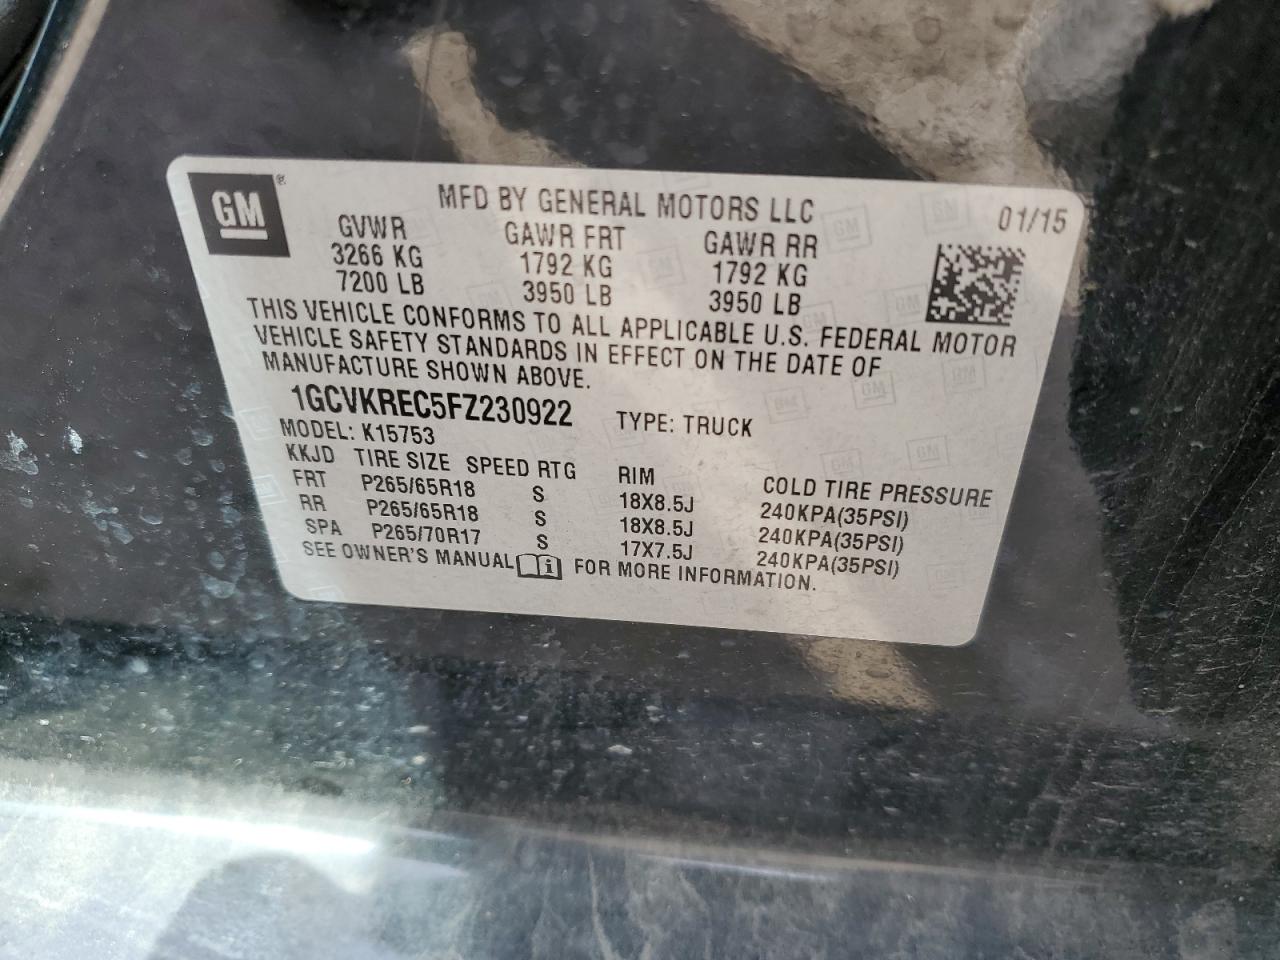 GM®
MFD BY GENERAL MOTORS LLC 01/15
GVWR GAWR FRT GAWR RR
3266 KG 1792 KG 1792 KG
7200 LB 3950 LB 3950 LB
THIS VEHICLE CONFORMS TO ALL APPLICABLE U.S. FEDERAL MOTOR
VEHICLE SAFETY STANDARDS IN EFFECT ON THE DATE OF
MANUFACTURE SHOWN ABOVE.
1GCVKREC5FZ230922 TYPE: TRUCK
MODEL: K15753
KKJD TIRE SIZE SPEED RTG RIM COLD TIRE PRESSURE
FRT P265/65R18 S 18X8.5J 240KPA(35PSI)
RR P265/65R18 S 18X8.5J 240KPA(35PSI)
SPA P265/70R17 S 17X7.5J 240KPA(35PSI)
SEE OWNER'S MANUAL i FOR MORE INFORMATION.